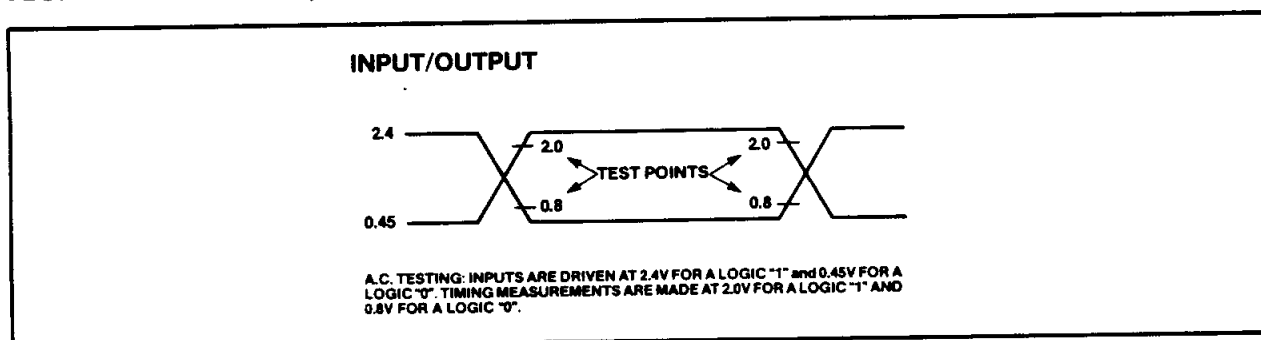 INPUT/OUTPUT
2.4
2.0
2.0
TEST POINTS
0.8
0.8
0.45
A.C. TESTING: INPUTS ARE DRIVEN AT 2.4V FOR A LOGIC "1" and 0.45V FOR A
LOGIC "0". TIMING MEASUREMENTS ARE MADE AT 2.0V FOR A LOGIC "1" AND
0.8V FOR A LOGIC "0".